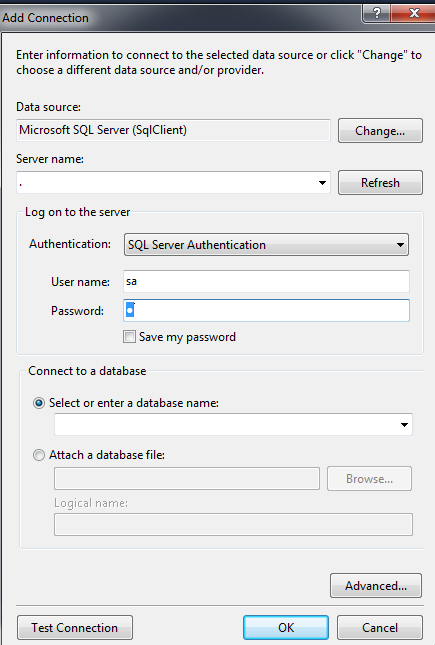 Add Connection
?
Enter information to connect to the selected data source or click "Change" to
choose a different data source and/or provider.
Data source:
Microsoft SQL Server (SqlClient)
Change...
Server name:
.
Refresh
Log on to the server
Authentication:
SQL Server Authentication
User name:
sa
Password:
●
Save my password
Connect to a database
Select or enter a database name:
Attach a database file:
Browse...
Logical name:
Advanced...
Test Connection
OK
Cancel